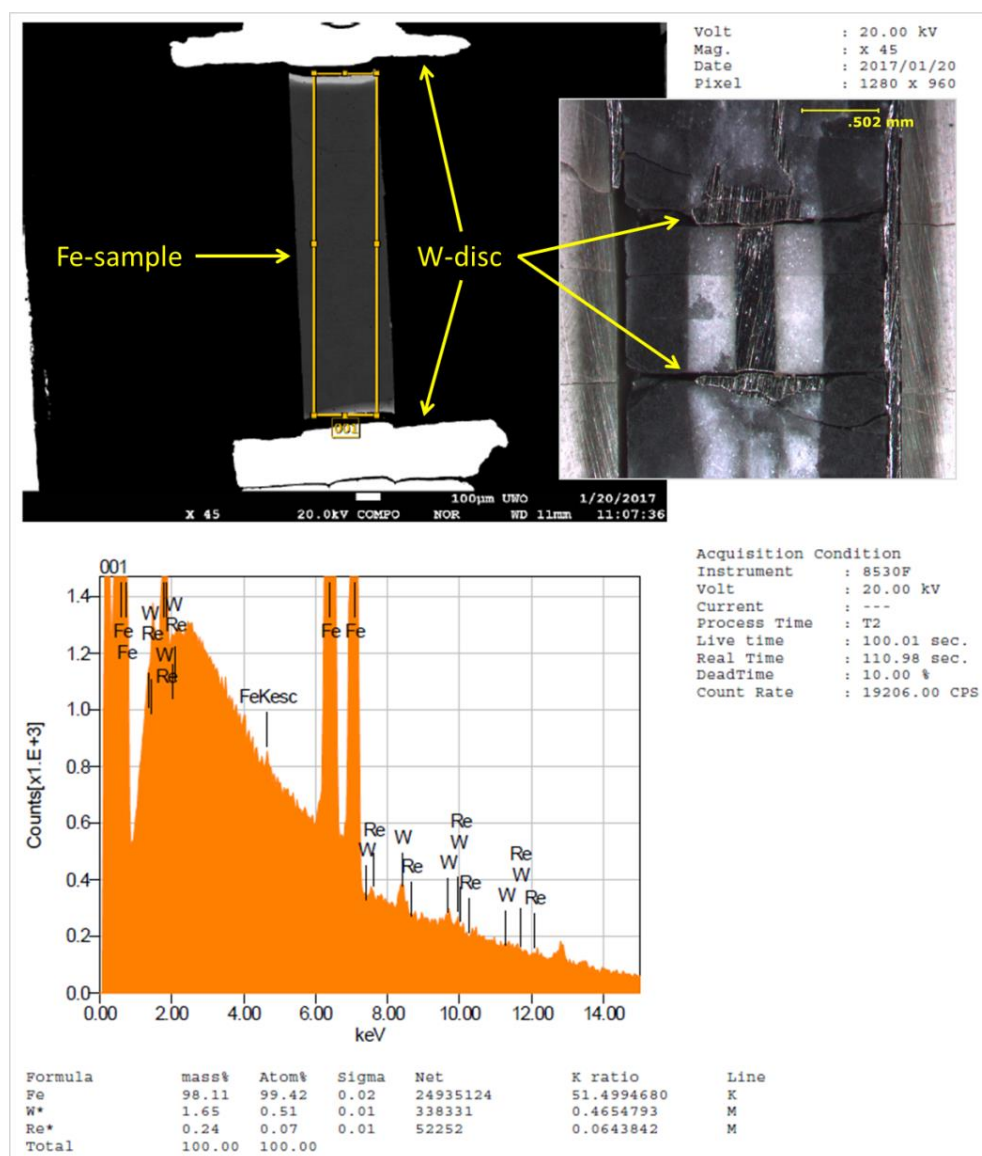 Volt : 20.00 kV
Mag. : x 45
Date : 2017/01/20
Pixel : 1280 x 960
.502 mm
Fe-sample
W-disc
001
100µm UWO 1/20/2017
X 45 20.0kV COMPO NOR WD 11mm 11:07:36
Acquisition Condition
Instrument : 8530F
Volt : 20.00 kV
Current : ---
Process Time : T2
Live time : 100.01 sec.
Real Time : 110.98 sec.
DeadTime : 10.00 %
Count Rate : 19206.00 CPS
001
Counts[x1.E+3]
1.4
1.2
1.0
0.8
0.6
0.4
0.2
0.0
Fe
Fe
W
Re
W
Re
W
Re
FeKesc
Fe
Fe
W
Re
W
Re
W
Re
W
Re
W
Re
W
Re
0.00 2.00 4.00 6.00 8.00 10.00 12.00 14.00
keV
Formula mass% Atom% Sigma Net K ratio Line
Fe 98.11 99.42 0.02 24935124 51.4994680 K
W* 1.65 0.51 0.01 338331 0.4654793 M
Re* 0.24 0.07 0.01 52252 0.0643842 M
Total 100.00 100.00